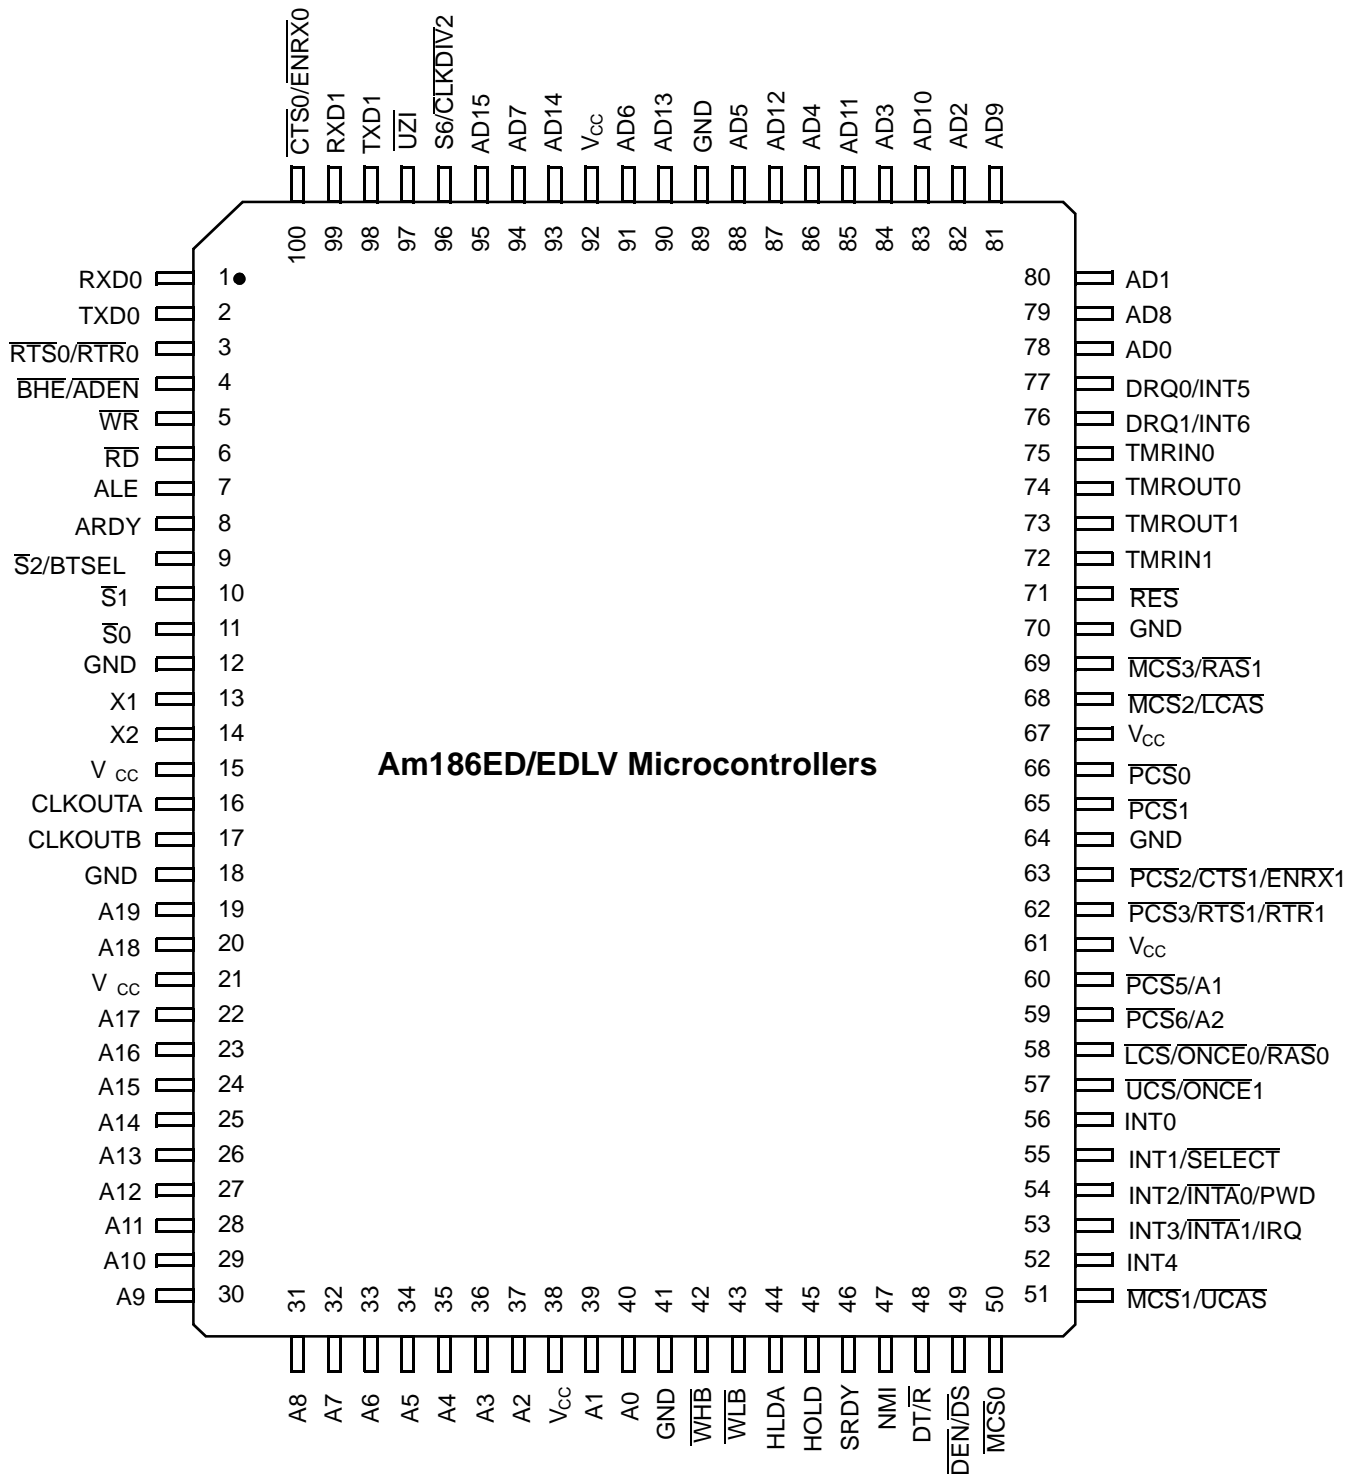 CTS0/ENRX0
RXD1
TXD1
UZI
S6/CLKDIV2
AD15
AD7
AD14
VCC
AD6
AD13
GND
AD5
AD12
AD4
AD11
AD3
AD10
AD2
AD9
100 99 98 97 96 95 94 93 92 91 90 89 88 87 86 85 84 83 82 81
RXD0 1
TXD0 2
RTS0/RTR0 3
BHE/ADEN 4
WR 5
RD 6
ALE 7
ARDY 8
S2/BTSEL 9
S1 10
S0 11
GND 12
X1 13
X2 14
V CC 15
CLKOUTA 16
CLKOUTB 17
GND 18
A19 19
A18 20
V CC 21
A17 22
A16 23
A15 24
A14 25
A13 26
A12 27
A11 28
A10 29
A9 30
Am186ED/EDLV Microcontrollers
80 AD1
79 AD8
78 AD0
77 DRQ0/INT5
76 DRQ1/INT6
75 TMRIN0
74 TMROUT0
73 TMROUT1
72 TMRIN1
71 RES
70 GND
69 MCS3/RAS1
68 MCS2/LCAS
67 VCC
66 PCS0
65 PCS1
64 GND
63 PCS2/CTS1/ENRX1
62 PCS3/RTS1/RTR1
61 VCC
60 PCS5/A1
59 PCS6/A2
58 LCS/ONCE0/RAS0
57 UCS/ONCE1
56 INT0
55 INT1/SELECT
54 INT2/INTA0/PWD
53 INT3/INTA1/IRQ
52 INT4
51 MCS1/UCAS
31 32 33 34 35 36 37 38 39 40 41 42 43 44 45 46 47 48 49 50
A8
A7
A6
A5
A4
A3
A2
VCC
A1
A0
GND
WHB
WLB
HLDA
HOLD
SRDY
NMI
DT/R
DEN/DS
MCS0